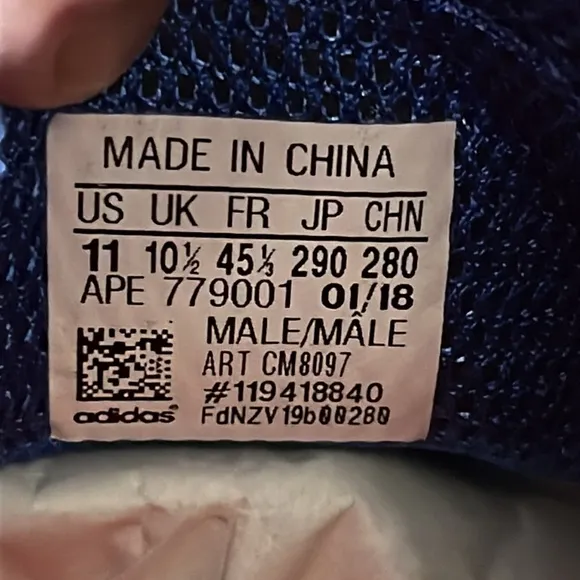 MADE IN CHINA
US UK FR JP CHN
11 10½ 45⅓ 290 280
APE 779001 01/18
MALE/MÂLE
ART CM8097
#119418840
adidas FdNZV19b00280